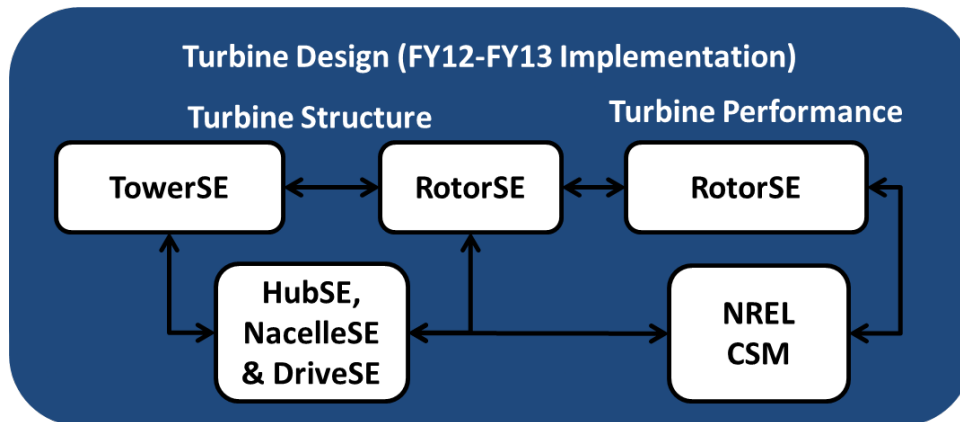 Turbine Design (FY12-FY13 Implementation)
Turbine Structure
Turbine Performance
TowerSE
RotorSE
RotorSE
HubSE,
NacelleSE
& DriveSE
NREL
CSM